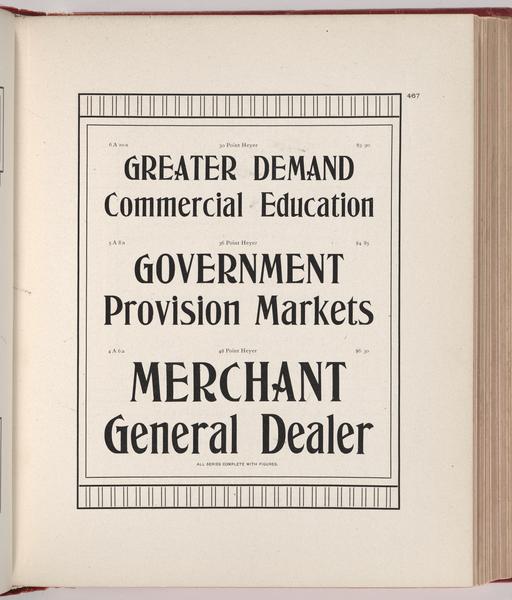 467
6 A 10 a 30 Point Heyer $3 90
GREATER DEMAND
Commercial Education
5 A 8 a 36 Point Heyer $4 85
GOVERNMENT
Provision Markets
4 A 6 a 48 Point Heyer $6 30
MERCHANT
General Dealer
ALL SERIES COMPLETE WITH FIGURES.